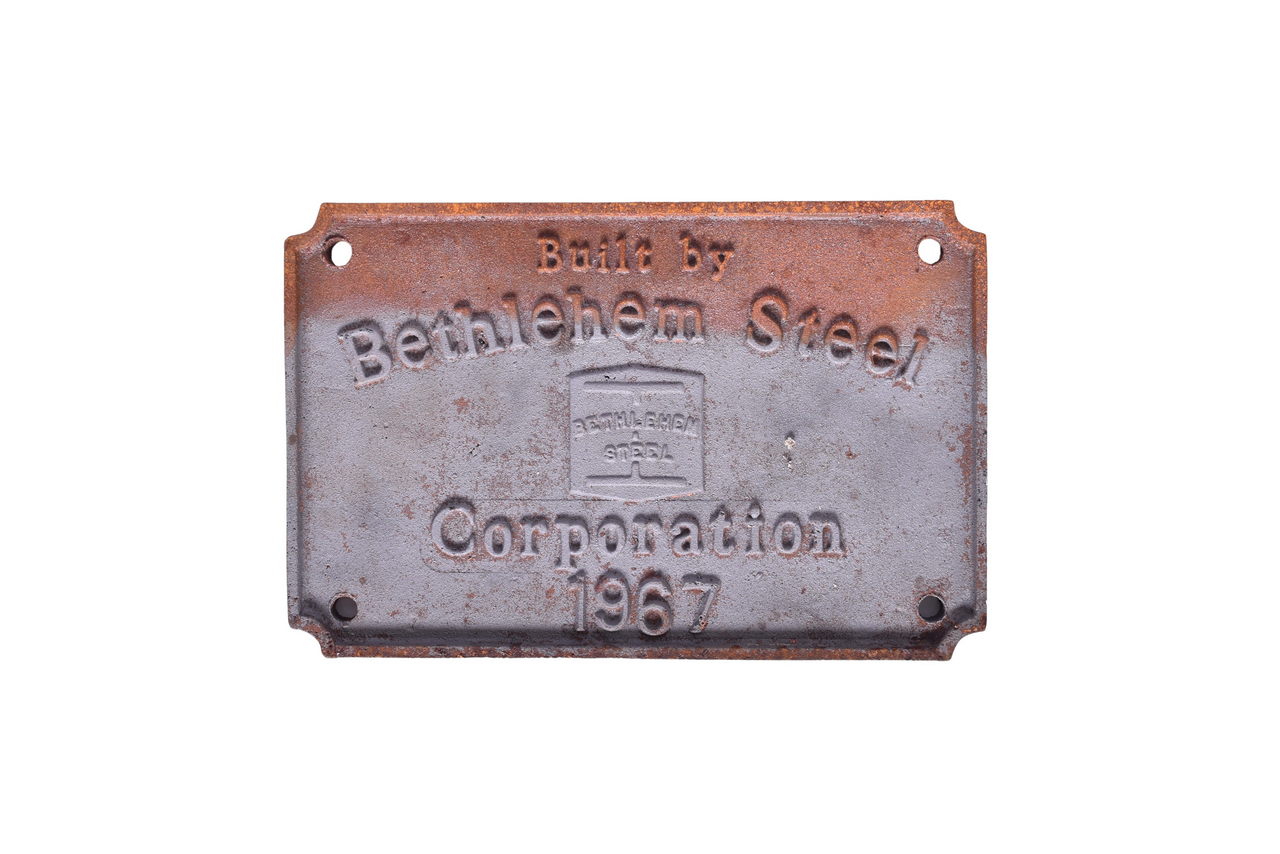 Built by
Bethlehem Steel
BETHLEHEM
STEEL
Corporation
1967